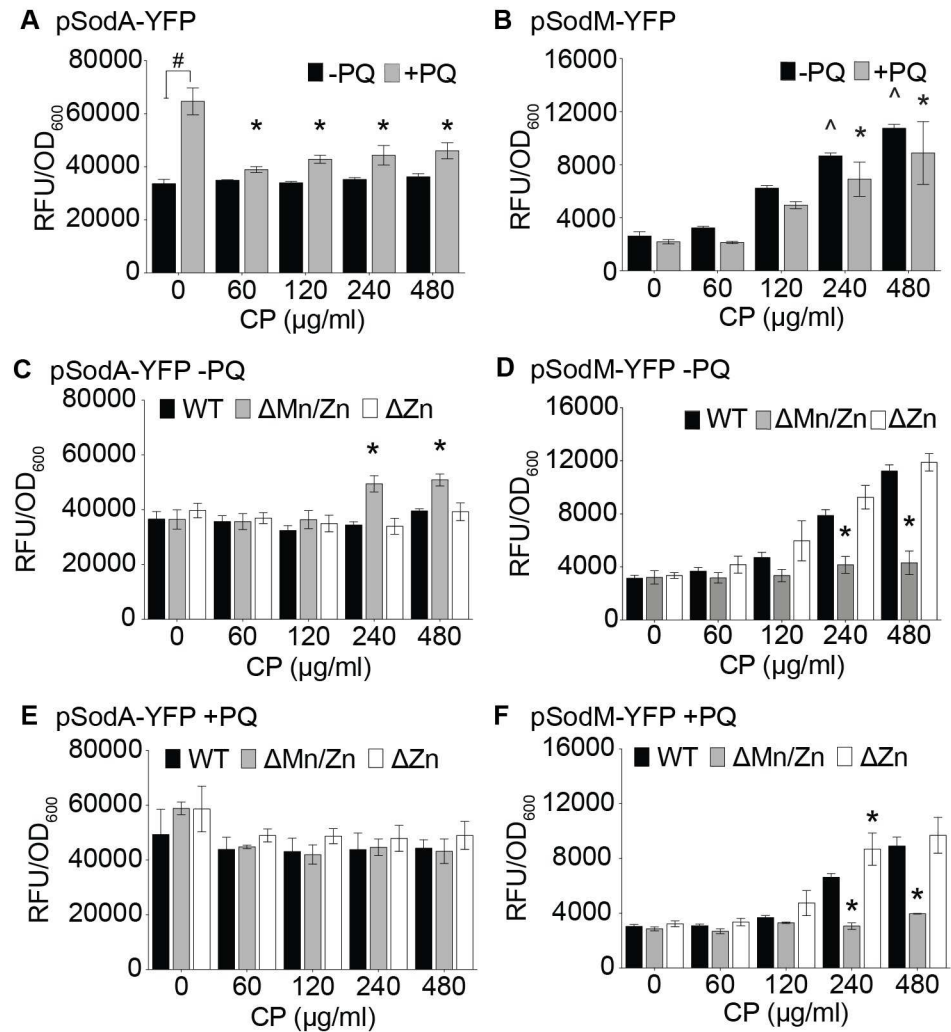 A pSodA-YFP
80000
60000
40000
20000
0
RFU/OD600
#
-PQ +PQ
* * * *
0 60 120 240 480
CP (µg/ml)
B pSodM-YFP
16000
12000
8000
4000
0
RFU/OD600
-PQ +PQ
^ * ^ *
0 60 120 240 480
CP (µg/ml)
C pSodA-YFP -PQ
80000
60000
40000
20000
0
RFU/OD600
WT ΔMn/Zn ΔZn
* *
0 60 120 240 480
CP (µg/ml)
D pSodM-YFP -PQ
16000
12000
8000
4000
0
RFU/OD600
WT ΔMn/Zn ΔZn
* *
0 60 120 240 480
CP (µg/ml)
E pSodA-YFP +PQ
80000
60000
40000
20000
0
RFU/OD600
WT ΔMn/Zn ΔZn
0 60 120 240 480
CP (µg/ml)
F pSodM-YFP +PQ
16000
12000
8000
4000
0
RFU/OD600
WT ΔMn/Zn ΔZn
* * *
0 60 120 240 480
CP (µg/ml)